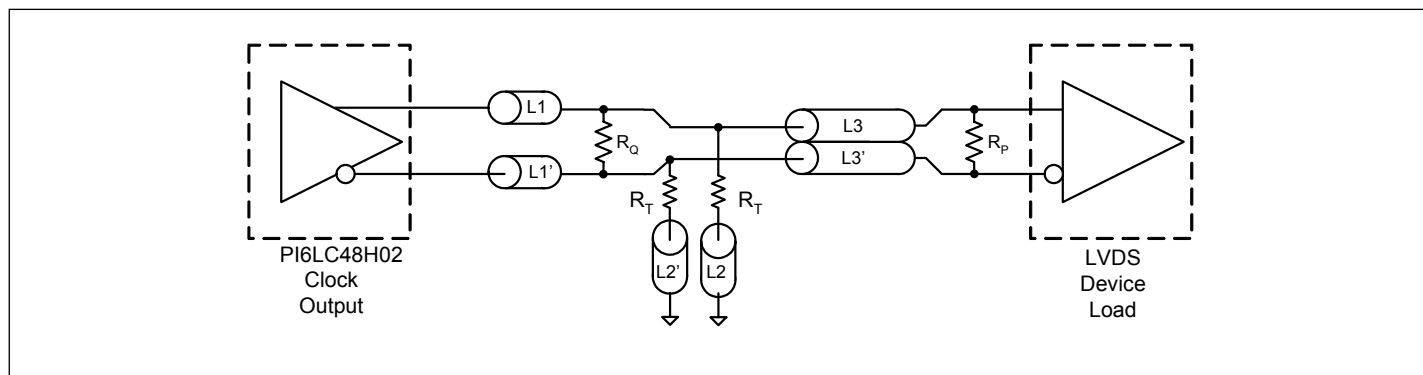 L1
L1'
R_Q
L3
L3'
R_P
R_T
R_T
L2'
L2
PI6LC48H02
Clock
Output
LVDS
Device
Load